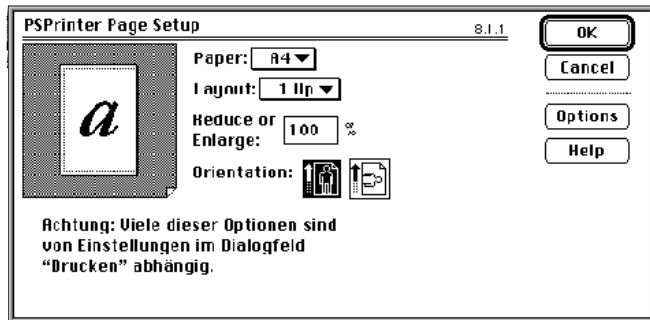 PSPrinter Page Setup 8.1.1
OK
Paper: A4
Cancel
Layout: 1 Up
Reduce or
Enlarge: 100 %
Options
Help
Orientation:
a
Achtung: Viele dieser Optionen sind
von Einstellungen im Dialogfeld
“Drucken” abhängig.